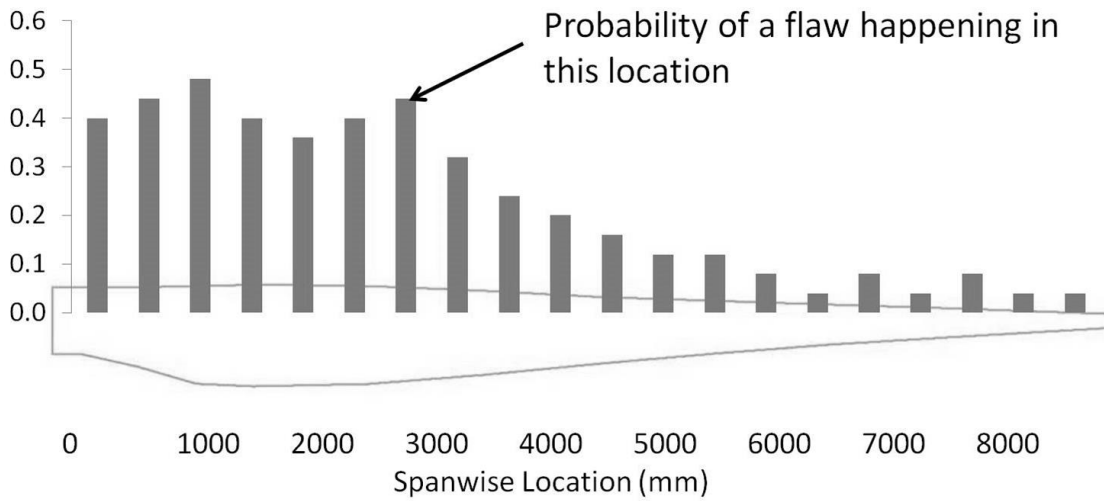 0.6
Probability of a flaw happening in
this location
0.5
0.4
0.3
0.2
0.1
0.0
0 1000 2000 3000 4000 5000 6000 7000 8000
Spanwise Location (mm)